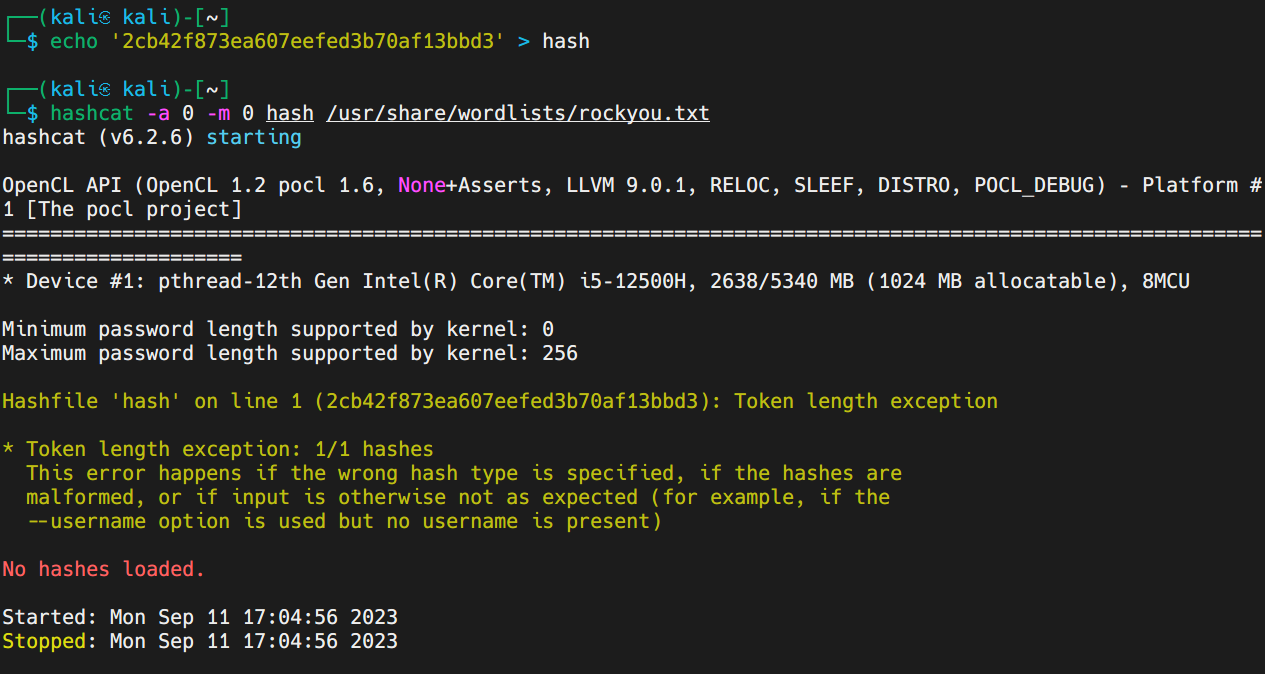 ┌──(kali㉿ kali)-[~]
└─$ echo '2cb42f873ea607eefed3b70af13bbd3' > hash
┌──(kali㉿ kali)-[~]
└─$ hashcat -a 0 -m 0 hash /usr/share/wordlists/rockyou.txt
hashcat (v6.2.6) starting
OpenCL API (OpenCL 1.2 pocl 1.6, None+Asserts, LLVM 9.0.1, RELOC, SLEEF, DISTRO, POCL_DEBUG) - Platform #
1 [The pocl project]
=========================================================================================================
====================
* Device #1: pthread-12th Gen Intel(R) Core(TM) i5-12500H, 2638/5340 MB (1024 MB allocatable), 8MCU
Minimum password length supported by kernel: 0
Maximum password length supported by kernel: 256
Hashfile 'hash' on line 1 (2cb42f873ea607eefed3b70af13bbd3): Token length exception
* Token length exception: 1/1 hashes
  This error happens if the wrong hash type is specified, if the hashes are
  malformed, or if input is otherwise not as expected (for example, if the
  --username option is used but no username is present)
No hashes loaded.
Started: Mon Sep 11 17:04:56 2023
Stopped: Mon Sep 11 17:04:56 2023